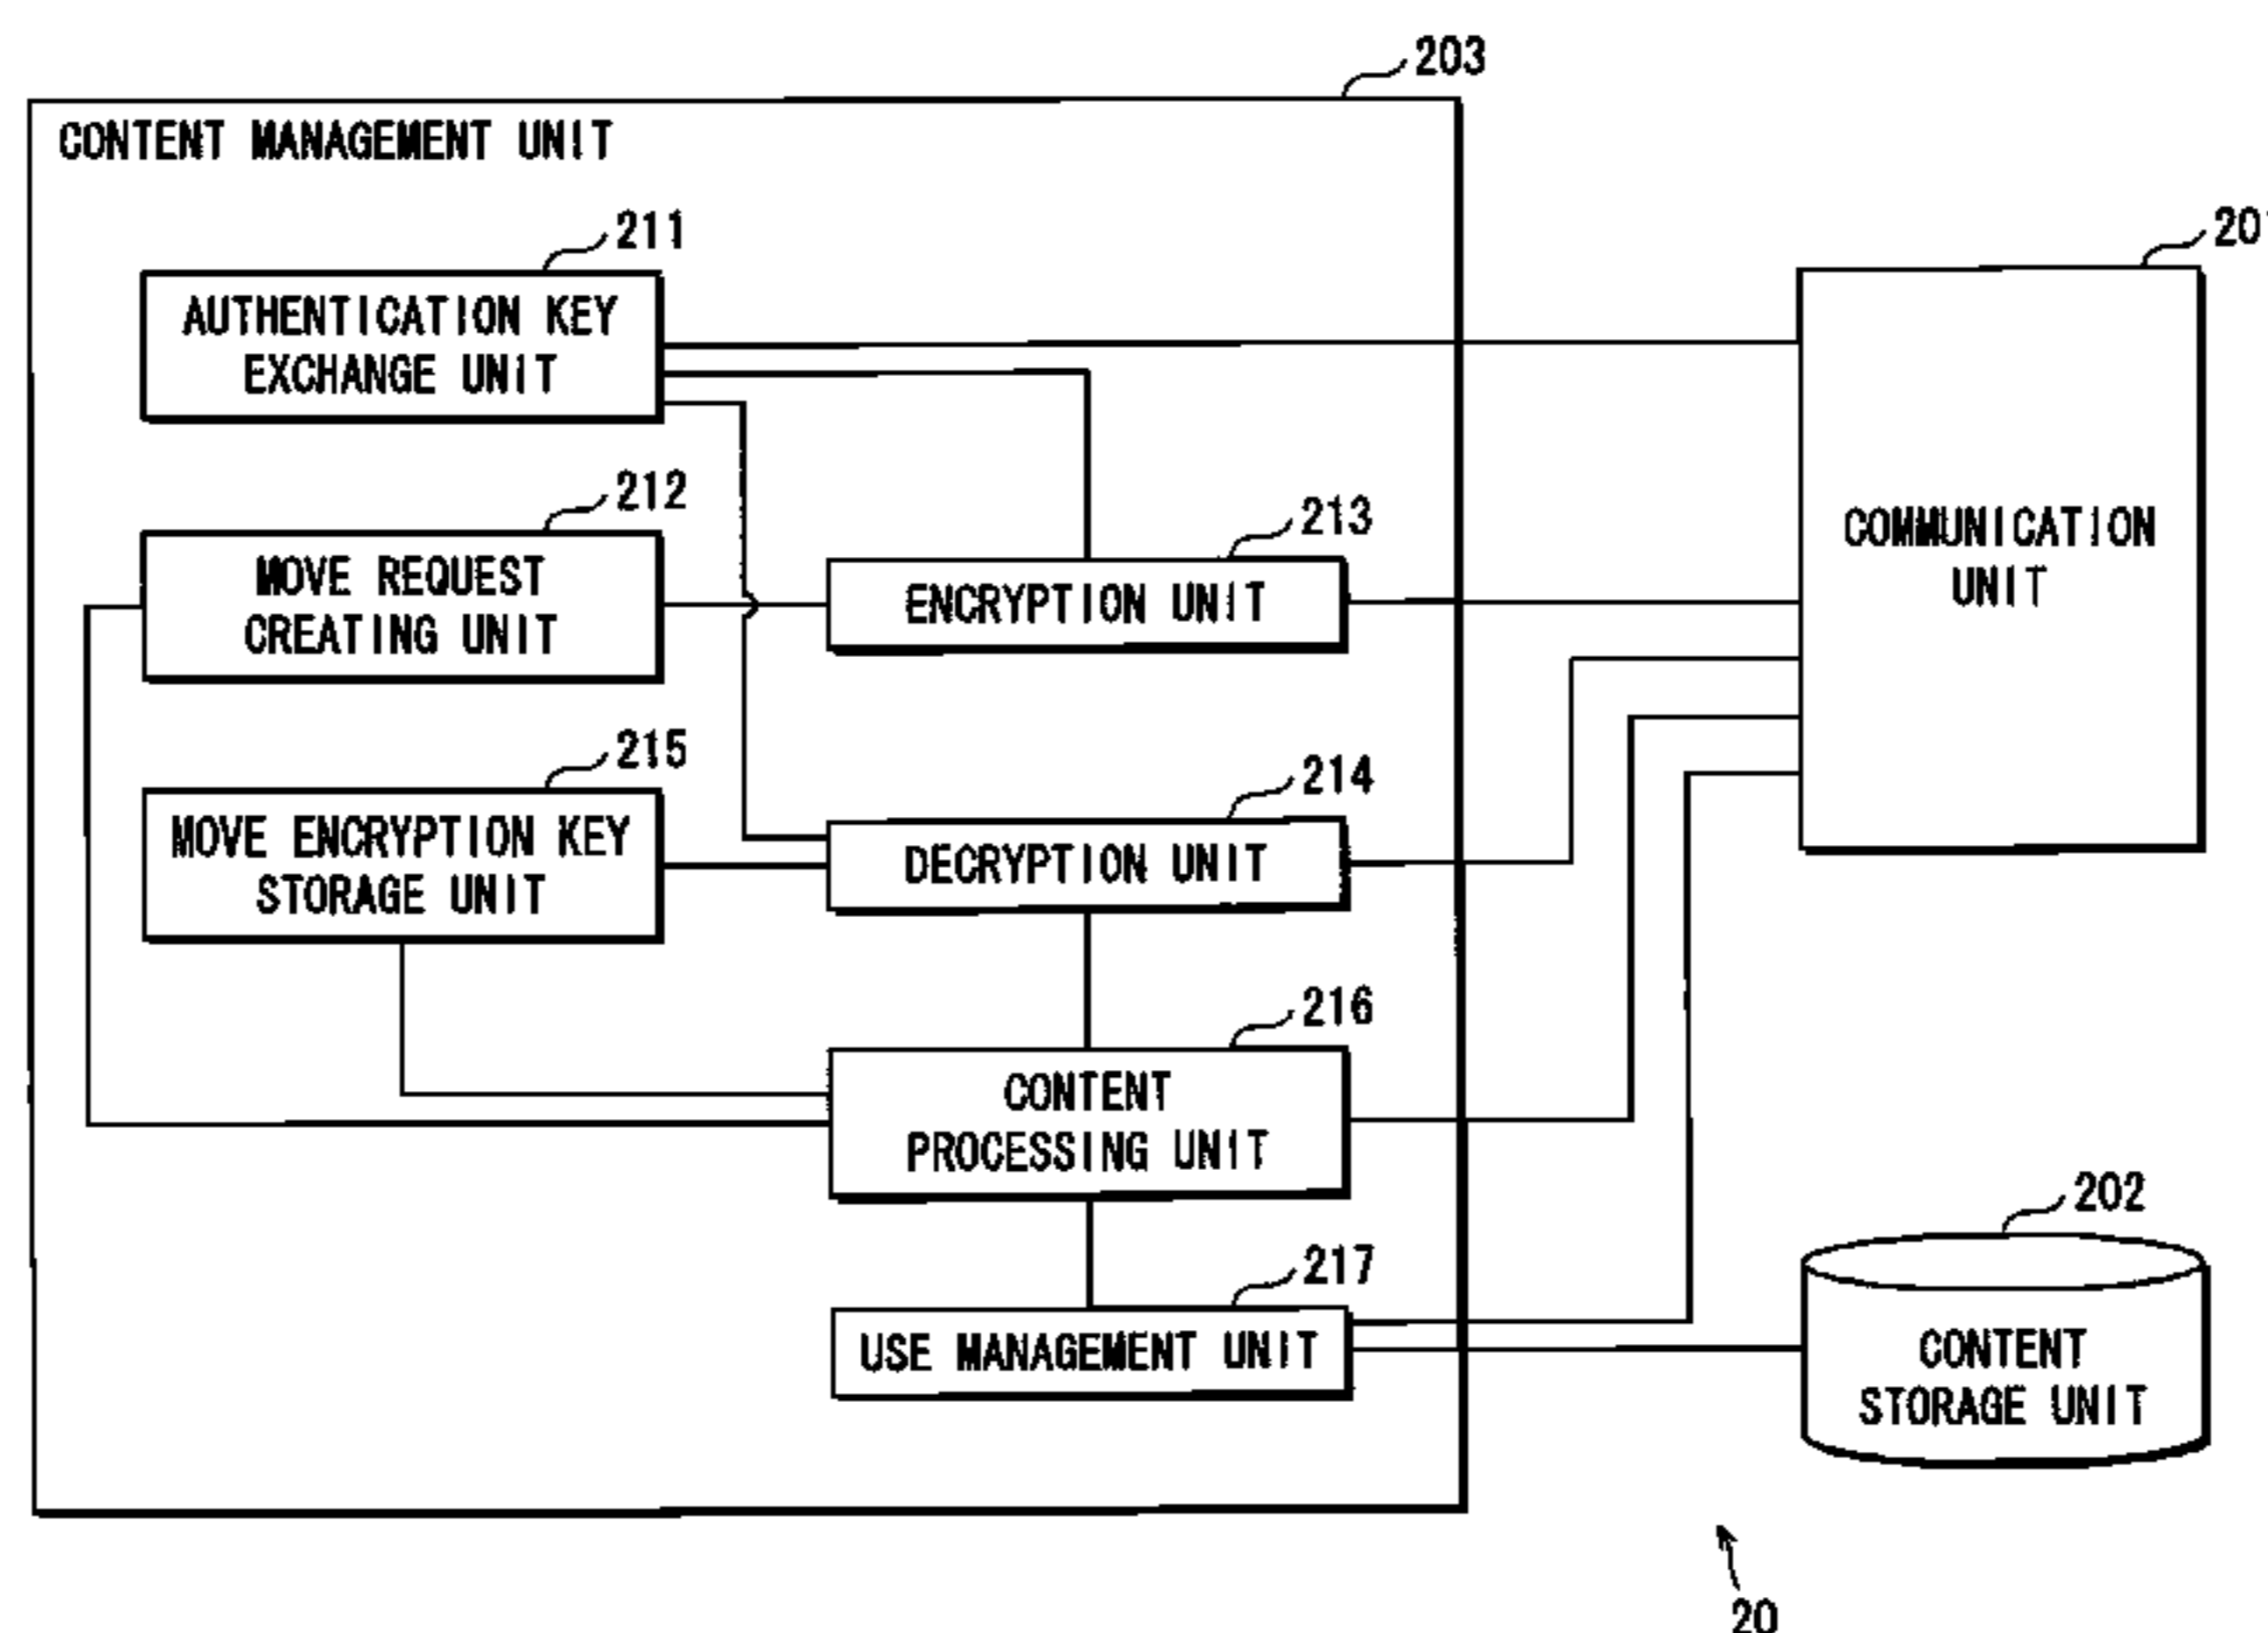 203
CONTENT MANAGEMENT UNIT
211
AUTHENTICATION KEY
EXCHANGE UNIT
20
COMMUNICATION
UNIT
212
MOVE REQUEST
CREATING UNIT
213
ENCRYPTION UNIT
215
MOVE ENCRYPTION KEY
STORAGE UNIT
214
DECRYPTION UNIT
216
CONTENT
PROCESSING UNIT
217
USE MANAGEMENT UNIT
202
CONTENT
STORAGE UNIT
20